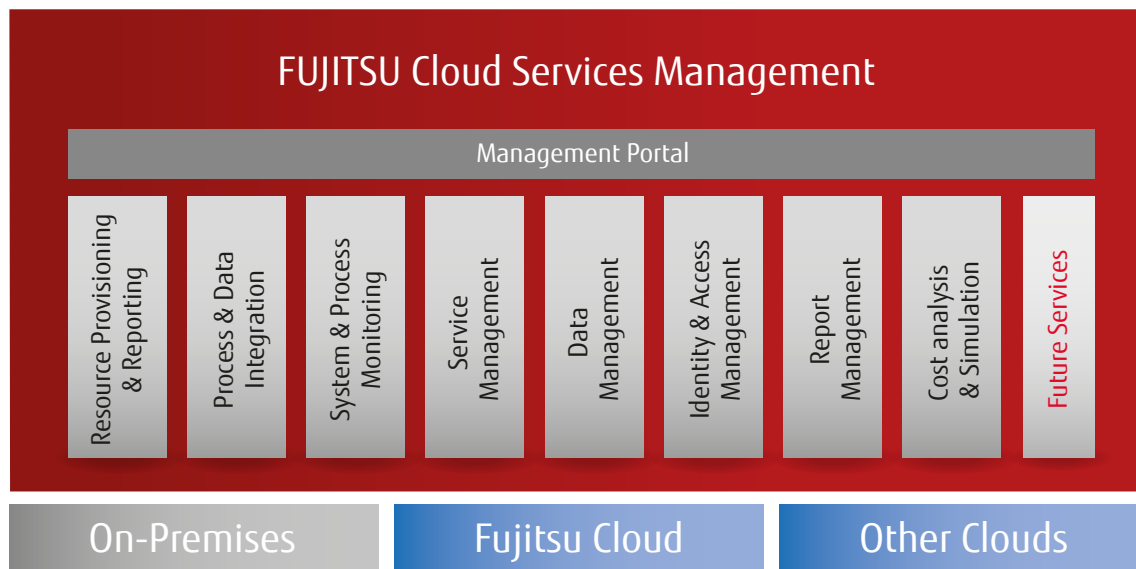 FUJITSU Cloud Services Management
Management Portal
Resource Provisioning
& Reporting
Process & Data
Integration
System & Process
Monitoring
Service
Management
Data
Management
Identity & Access
Management
Report
Management
Cost analysis
& Simulation
Future Services
On-Premises
Fujitsu Cloud
Other Clouds